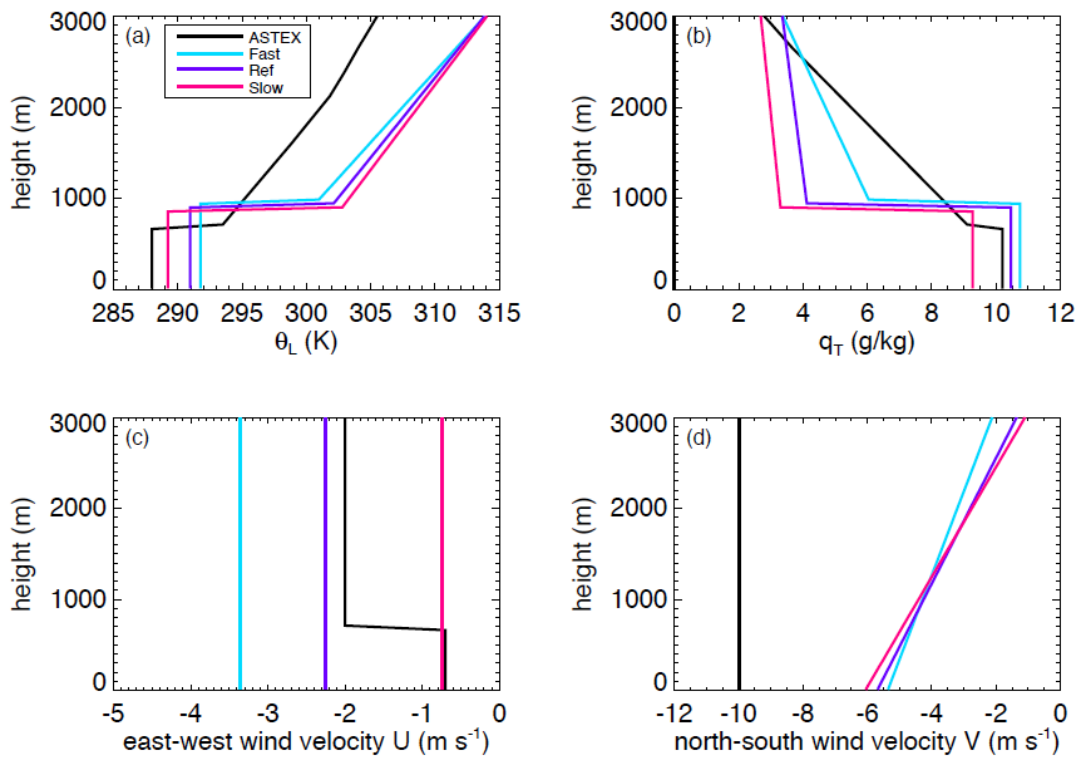 (a)
ASTEX
Fast
Ref
Slow
3000
2000
1000
0
height (m)
285 290 295 300 305 310 315
θL (K)
(b)
3000
2000
1000
0
height (m)
0 2 4 6 8 10 12
qT (g/kg)
(c)
3000
2000
1000
0
height (m)
-5 -4 -3 -2 -1 0
east-west wind velocity U (m s-1)
(d)
3000
2000
1000
0
height (m)
-12 -10 -8 -6 -4 -2 0
north-south wind velocity V (m s-1)